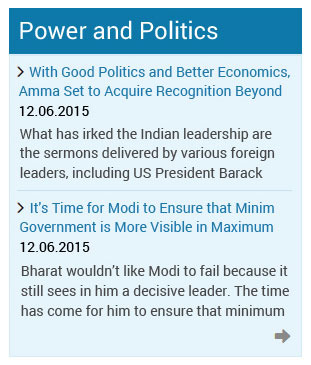 Power and Politics
With Good Politics and Better Economics,
Amma Set to Acquire Recognition Beyond
12.06.2015
What has irked the Indian leadership are
the sermons delivered by various foreign
leaders, including US President Barack
It's Time for Modi to Ensure that Minim
Government is More Visible in Maximum
12.06.2015
Bharat wouldn't like Modi to fail because it
still sees in him a decisive leader. The time
has come for him to ensure that minimum